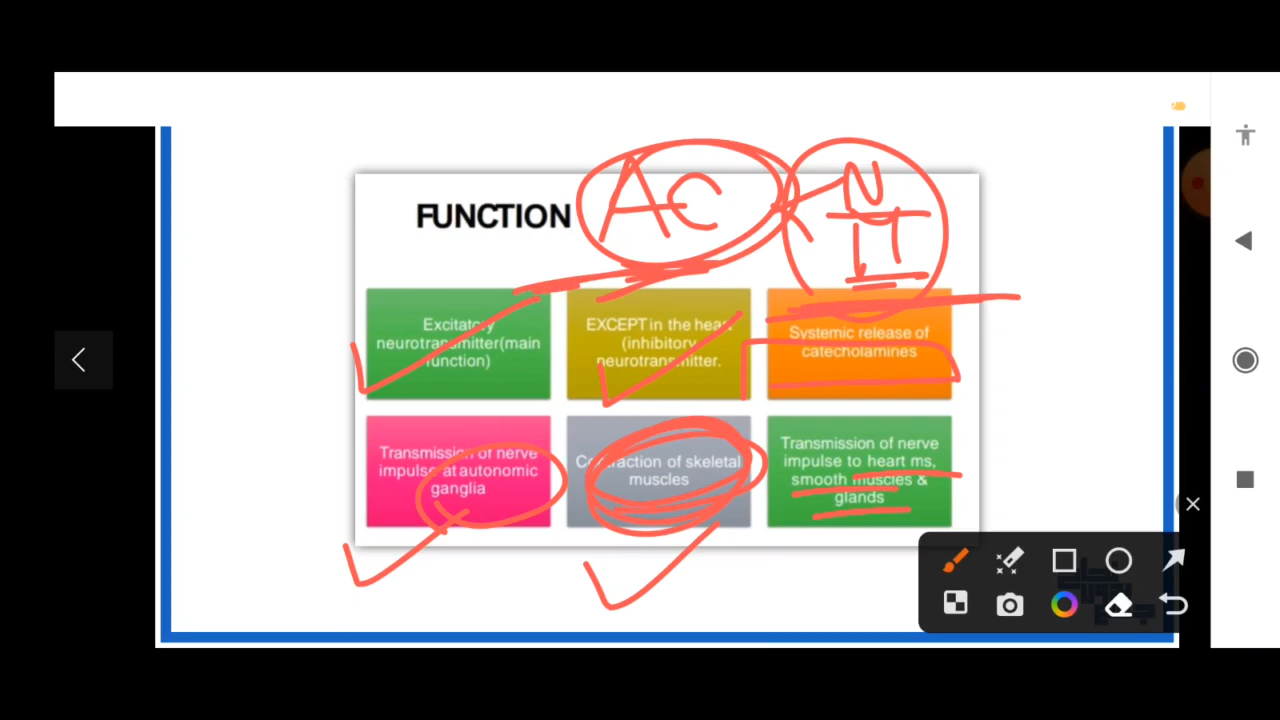 FUNCTION
AC
N
Excitatory
neurotransmitter(main
function)
EXCEPT in the heart
(inhibitory
neurotransmitter.
Systemic release of
catecholamines
Transmission of nerve
impulse at autonomic
ganglia
Contraction of skeletal
muscles
Transmission of nerve
impulse to heart ms,
smooth muscles &
glands